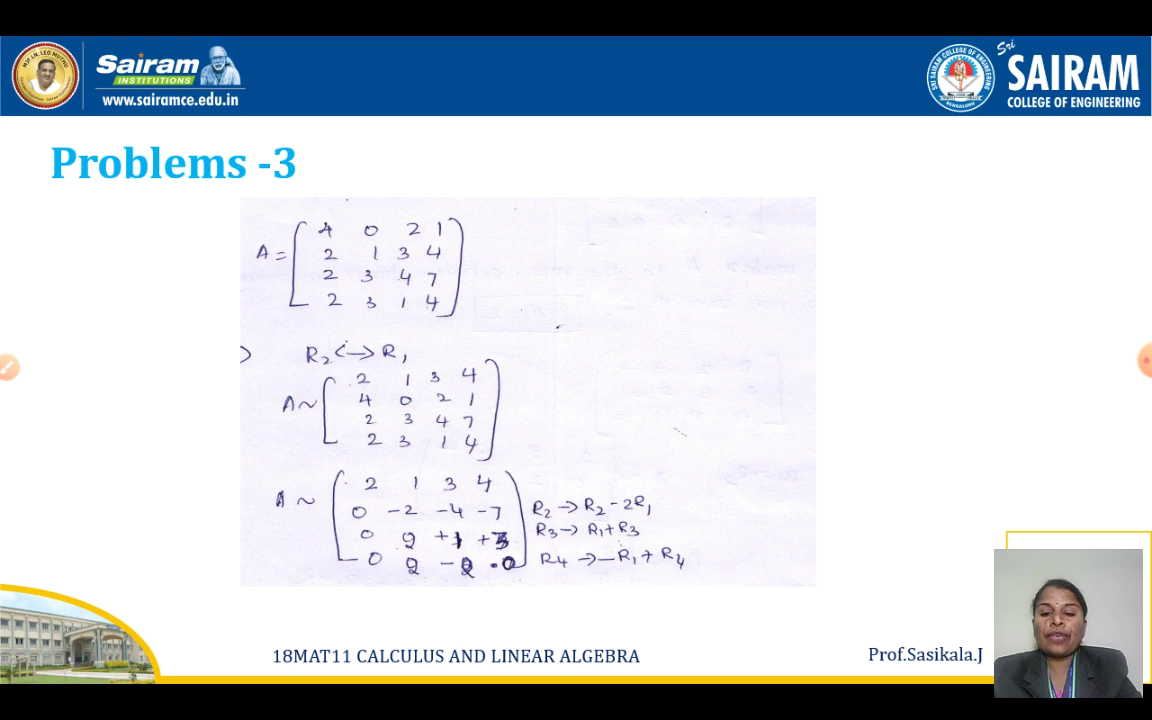 Sairam
INSTITUTIONS
www.sairamce.edu.in
Sri
SAIRAM
COLLEGE OF ENGINEERING
Problems -3
A = [ 4 0 2 1
2 1 3 4
2 3 4 7
2 3 1 4 ]
R2 <-> R1
A ~ [ 2 1 3 4
4 0 2 1
2 3 4 7
2 3 1 4 ]
A ~ [ 2 1 3 4
0 -2 -4 -7 R2 -> R2 - 2R1
0 2 +1 +3 R3 -> R1 + R3
0 2 -2 0 ] R4 -> -R1 + R4
18MAT11 CALCULUS AND LINEAR ALGEBRA
Prof.Sasikala.J